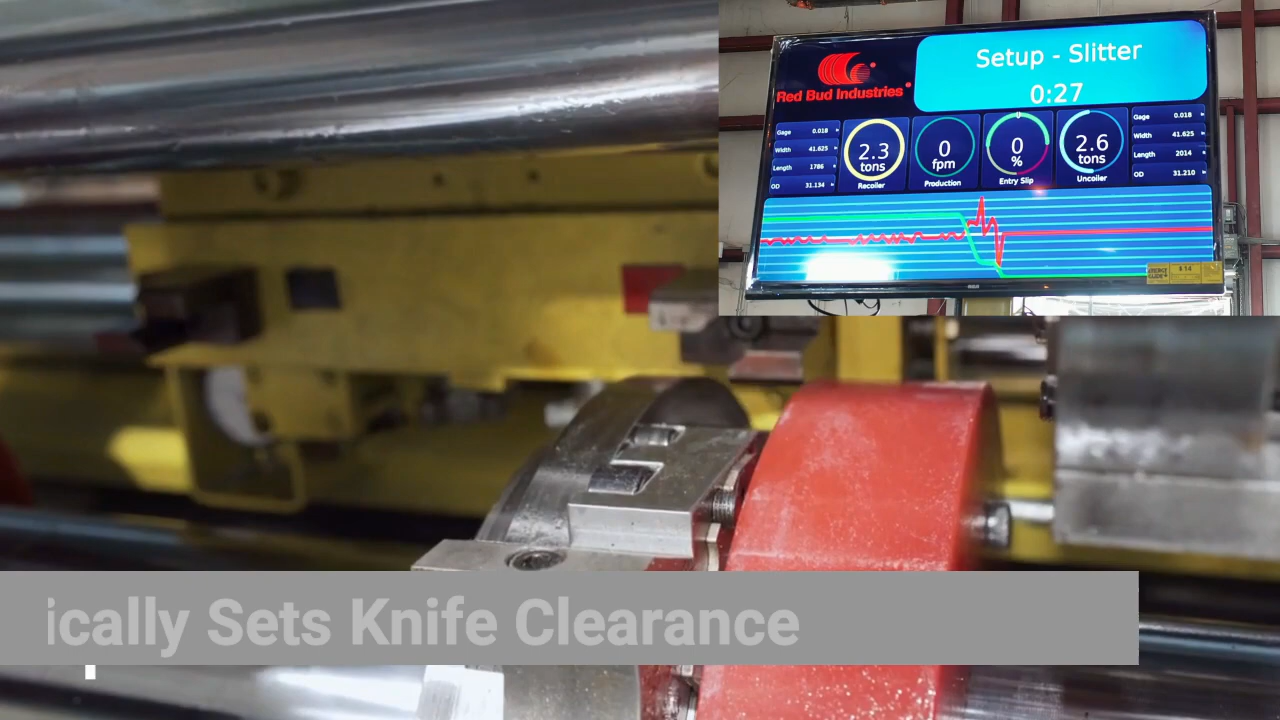 Setup - Slitter
0:27
Red Bud Industries
Gage 0.018
Width 41.625
Length 1786
OD 31.134
2.3
tons
Recoiler
0
fpm
Production
0
%
Entry Slip
2.6
tons
Uncoiler
Gage 0.018
Width 41.625
Length 2014
OD 31.210
RCA
ically Sets Knife Clearance